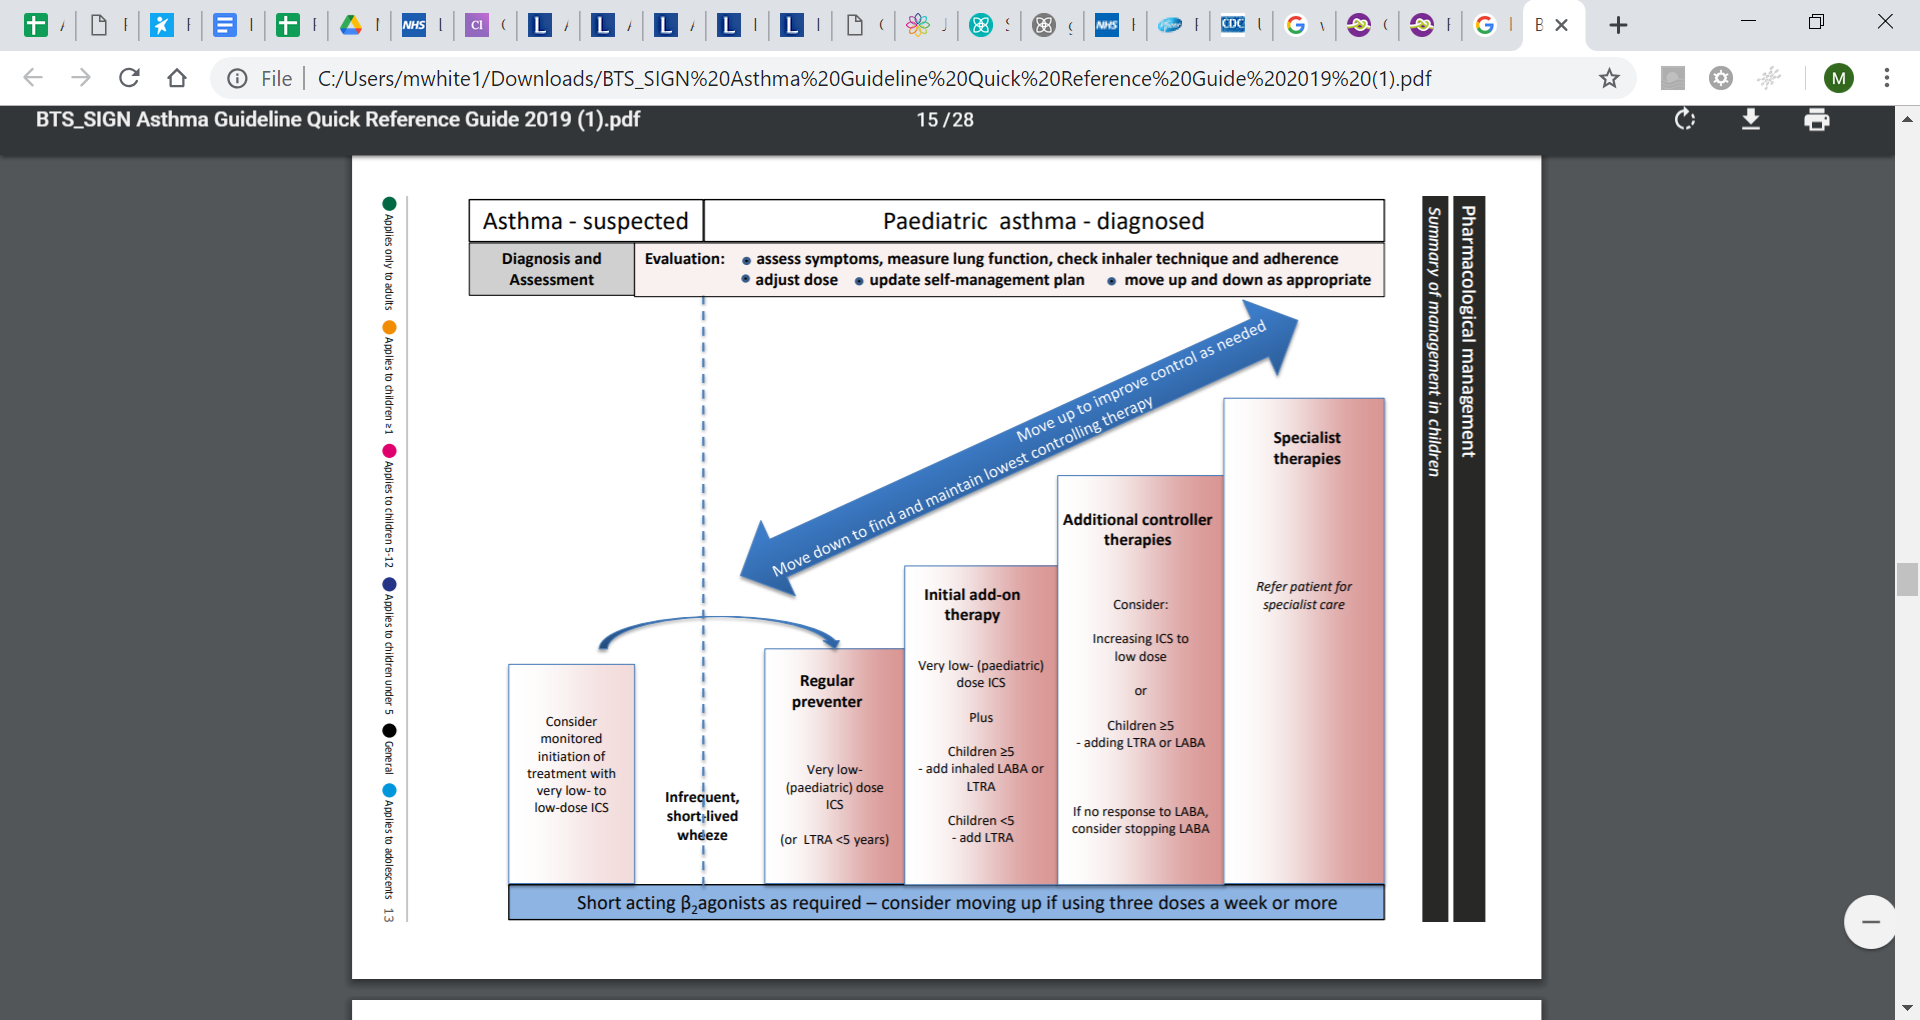 NHS
Cl
L
L
L
L
L
NHS
Pfizer
CDC
File
C:/Users/mwhite1/Downloads/BTS_SIGN%20Asthma%20Guideline%20Quick%20Reference%20Guide%202019%20(1).pdf
M
BTS_SIGN Asthma Guideline Quick Reference Guide 2019 (1).pdf
15 / 28
Applies only to adults
Applies to children ≥1
Applies to children 5-12
Applies to children under 5
General
Applies to adolescents
13
Asthma - suspected
Paediatric asthma - diagnosed
Diagnosis and
Assessment
Evaluation: • assess symptoms, measure lung function, check inhaler technique and adherence
• adjust dose • update self-management plan • move up and down as appropriate
Move up to improve control as needed
Move down to find and maintain lowest controlling therapy
Consider
monitored
initiation of
treatment with
very low- to
low-dose ICS
Infrequent,
short-lived
wheeze
Regular
preventer
Very low-
(paediatric) dose
ICS
(or LTRA <5 years)
Initial add-on
therapy
Very low- (paediatric)
dose ICS
Plus
Children ≥5
- add inhaled LABA or
LTRA
Children <5
- add LTRA
Additional controller
therapies
Consider:
Increasing ICS to
low dose
or
Children ≥5
- adding LTRA or LABA
If no response to LABA,
consider stopping LABA
Specialist
therapies
Refer patient for
specialist care
Short acting β₂agonists as required – consider moving up if using three doses a week or more
Pharmacological management
Summary of management in children